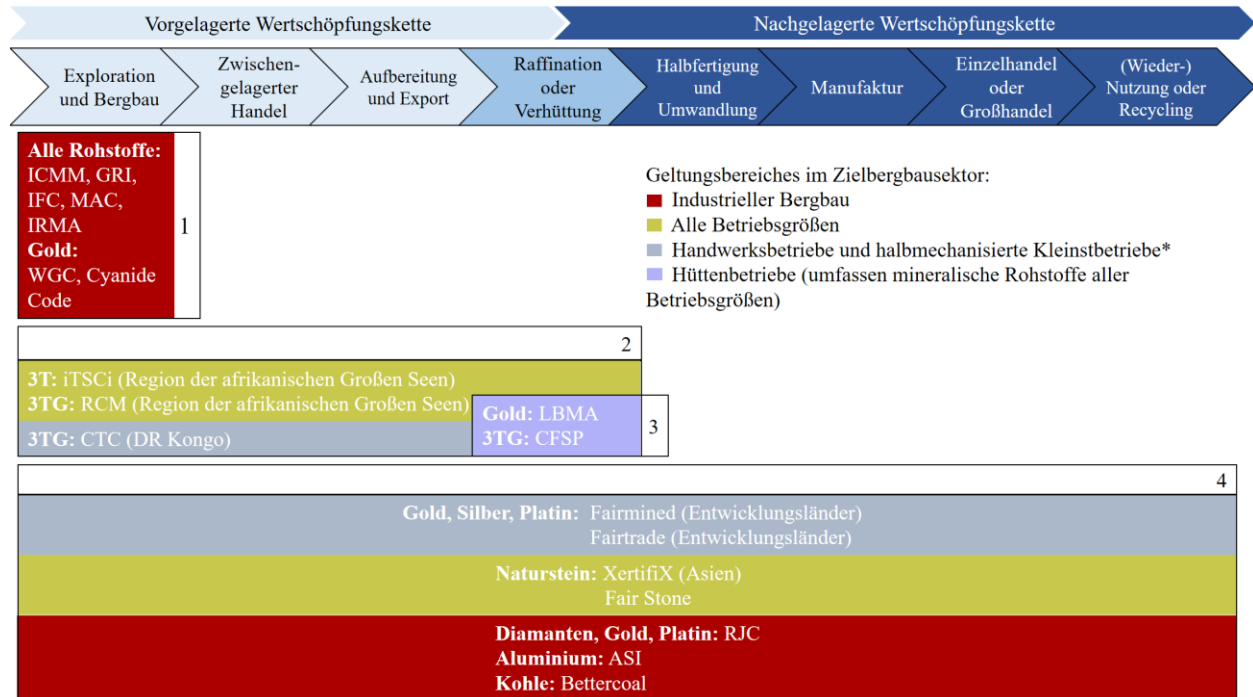 Vorgelagerte Wertschöpfungskette
Nachgelagerte Wertschöpfungskette
Exploration
und Bergbau
Zwischen-
gelagerter
Handel
Aufbereitung
und Export
Raffination
oder
Verhüttung
Halbfertigung
und
Umwandlung
Manufaktur
Einzelhandel
oder
Großhandel
(Wieder-)
Nutzung oder
Recycling
Alle Rohstoffe:
ICMM, GRI,
IFC, MAC,
IRMA
Gold:
WGC, Cyanide
Code
1
Geltungsbereiches im Zielbergbausektor:
Industrieller Bergbau
Alle Betriebsgrößen
Handwerksbetriebe und halbmechanisierte Kleinstbetriebe*
Hüttenbetriebe (umfassen mineralische Rohstoffe aller
Betriebsgrößen)
2
3T: iTSCi (Region der afrikanischen Großen Seen)
3TG: RCM (Region der afrikanischen Großen Seen)
3TG: CTC (DR Kongo)
Gold: LBMA
3TG: CFSP
3
4
Gold, Silber, Platin: Fairmined (Entwicklungsländer)
Fairtrade (Entwicklungsländer)
Naturstein: XertifiX (Asien)
Fair Stone
Diamanten, Gold, Platin: RJC
Aluminium: ASI
Kohle: Bettercoal